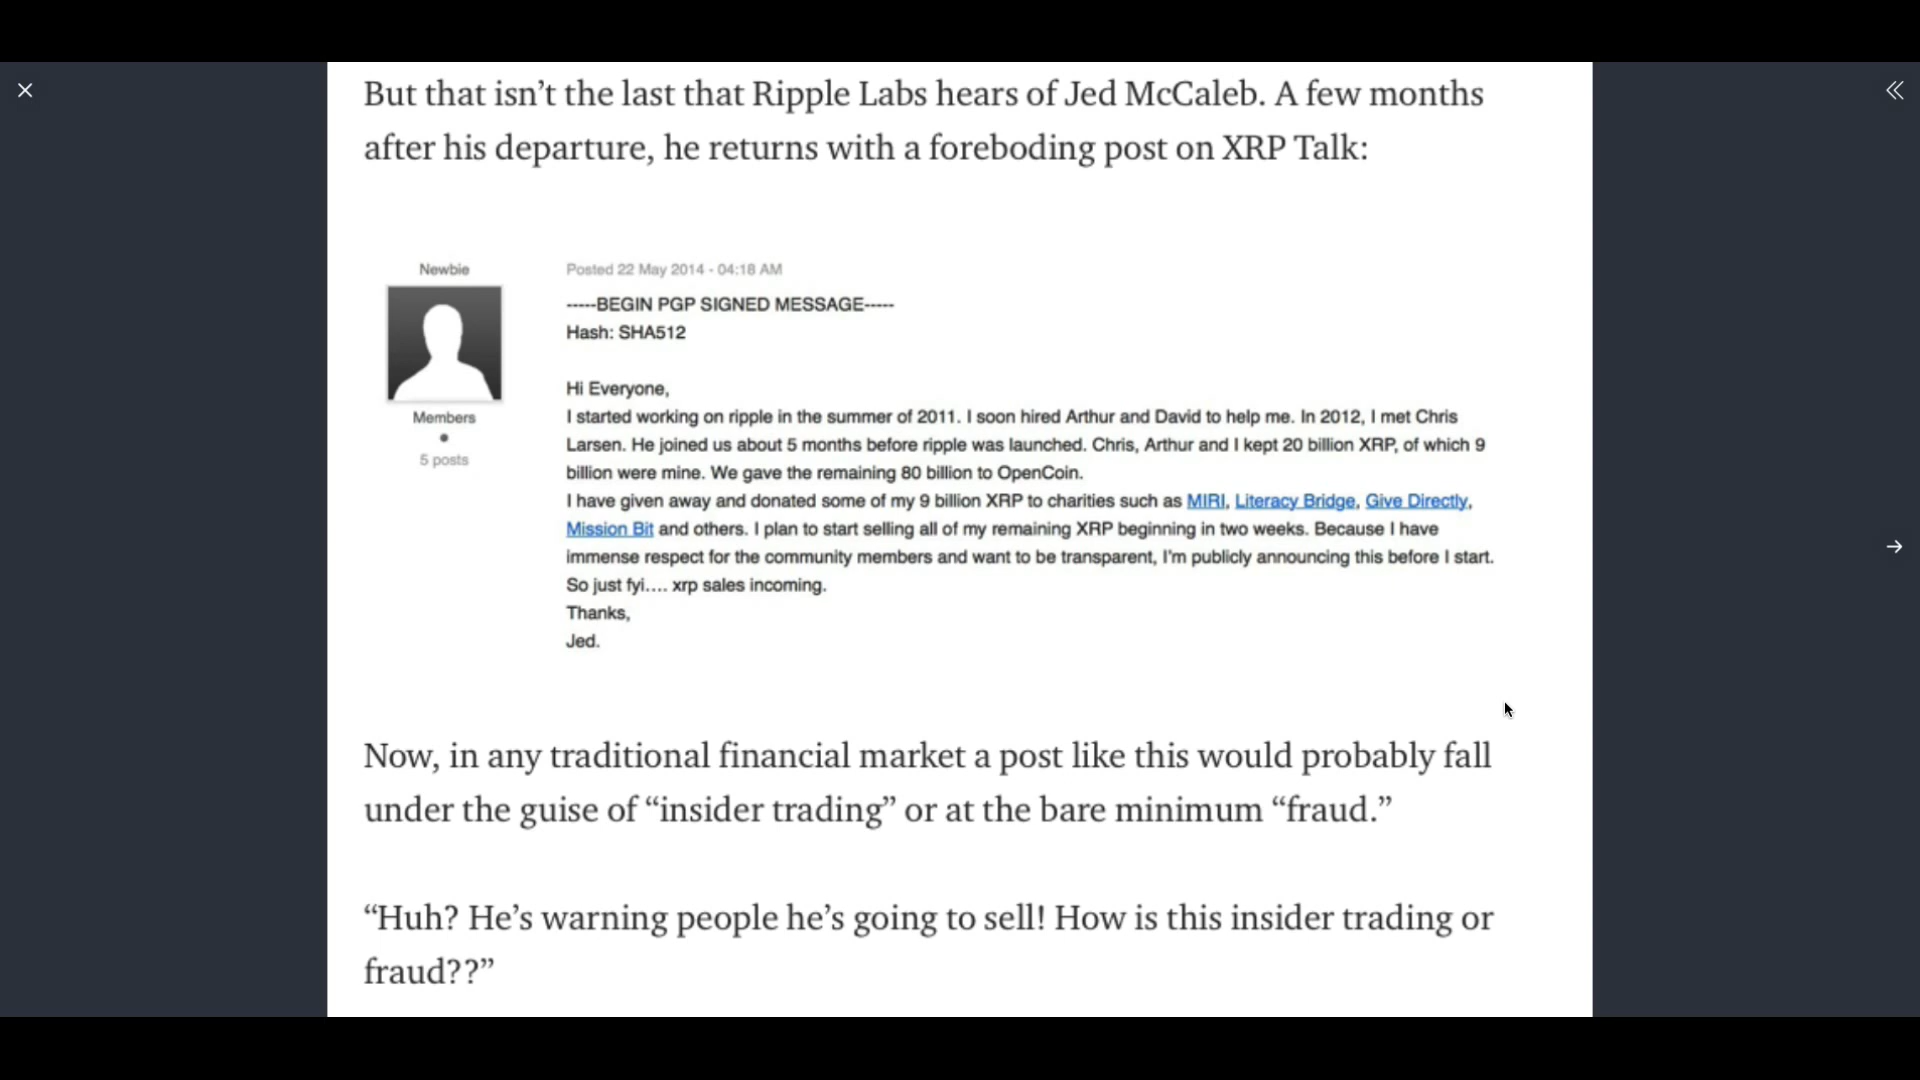 But that isn’t the last that Ripple Labs hears of Jed McCaleb. A few months
after his departure, he returns with a foreboding post on XRP Talk:
Newbie
Members
5 posts
Posted 22 May 2014 - 04:18 AM
-----BEGIN PGP SIGNED MESSAGE-----
Hash: SHA512
Hi Everyone,
I started working on ripple in the summer of 2011. I soon hired Arthur and David to help me. In 2012, I met Chris
Larsen. He joined us about 5 months before ripple was launched. Chris, Arthur and I kept 20 billion XRP, of which 9
billion were mine. We gave the remaining 80 billion to OpenCoin.
I have given away and donated some of my 9 billion XRP to charities such as MIRI, Literacy Bridge, Give Directly,
Mission Bit and others. I plan to start selling all of my remaining XRP beginning in two weeks. Because I have
immense respect for the community members and want to be transparent, I'm publicly announcing this before I start.
So just fyi.... xrp sales incoming.
Thanks,
Jed.
Now, in any traditional financial market a post like this would probably fall
under the guise of “insider trading” or at the bare minimum “fraud.”
“Huh? He’s warning people he’s going to sell! How is this insider trading or
fraud??”